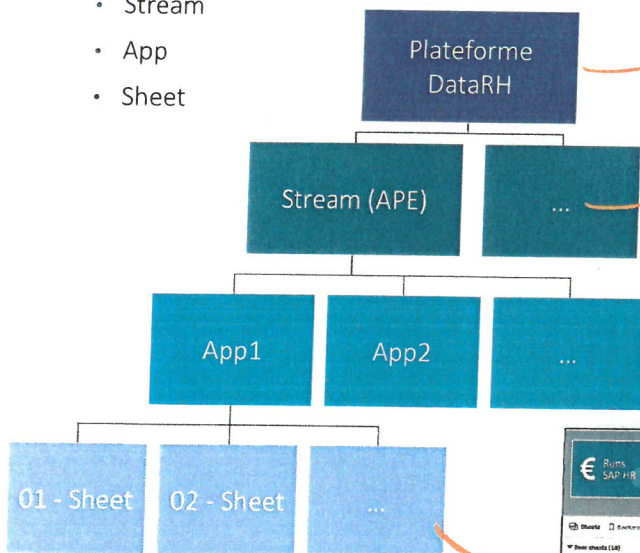 • Stream
• App
• Sheet
Plateforme
DataRH
Stream (APE)
...
App1
App2
...
01 - Sheet
02 - Sheet
...
€ Runs
SAP HR
Sheets